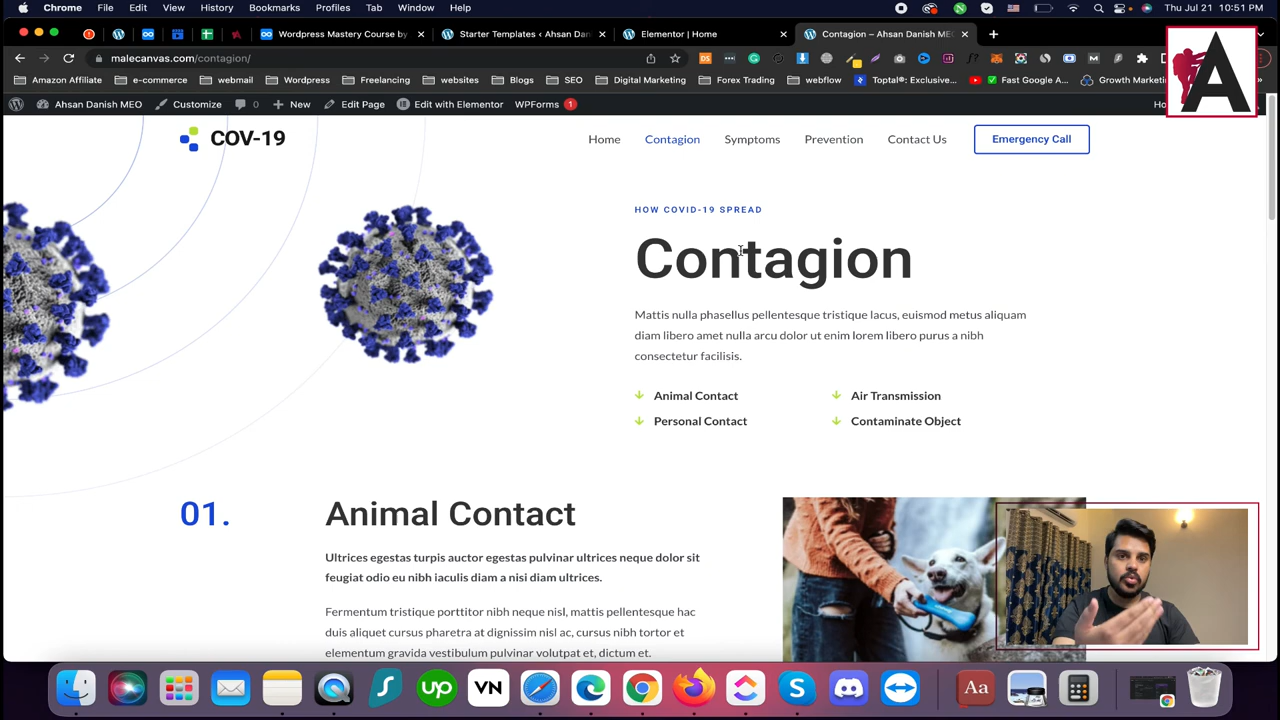 Chrome File Edit View History Bookmarks Profiles Tab Window Help Thu Jul 21 10:51 PM
Wordpress Mastery Course by
Starter Templates ‹ Ahsan Dan
Elementor | Home
Contagion – Ahsan Danish MEO
malecanvas.com/contagion/
Amazon Affiliate e-commerce webmail Wordpress Freelancing websites Blogs SEO Digital Marketing Forex Trading webflow Toptal®: Exclusive... Fast Google A... Growth Marketing
A
Ahsan Danish MEO Customize 0 New Edit Page Edit with Elementor WPForms 1
COV-19
Home Contagion Symptoms Prevention Contact Us Emergency Call
HOW COVID-19 SPREAD
Contagion
Mattis nulla phasellus pellentesque tristique lacus, euismod metus aliquam
diam libero amet nulla arcu dolor ut enim lorem libero purus a nibh
consectetur facilisis.
Animal Contact Air Transmission
Personal Contact Contaminate Object
01. Animal Contact
Ultrices egestas turpis auctor egestas pulvinar ultrices neque dolor sit
feugiat odio eu nibh iaculis diam a nisi diam ultrices.
Fermentum tristique porttitor nibh neque nisl, mattis pellentesque hac
duis aliquet cursus pharetra at dignissim nisl ac, cursus nibh tortor et
elementum gravida vestibulum pulvinar volutpat et, dictum et.
up VN Aa